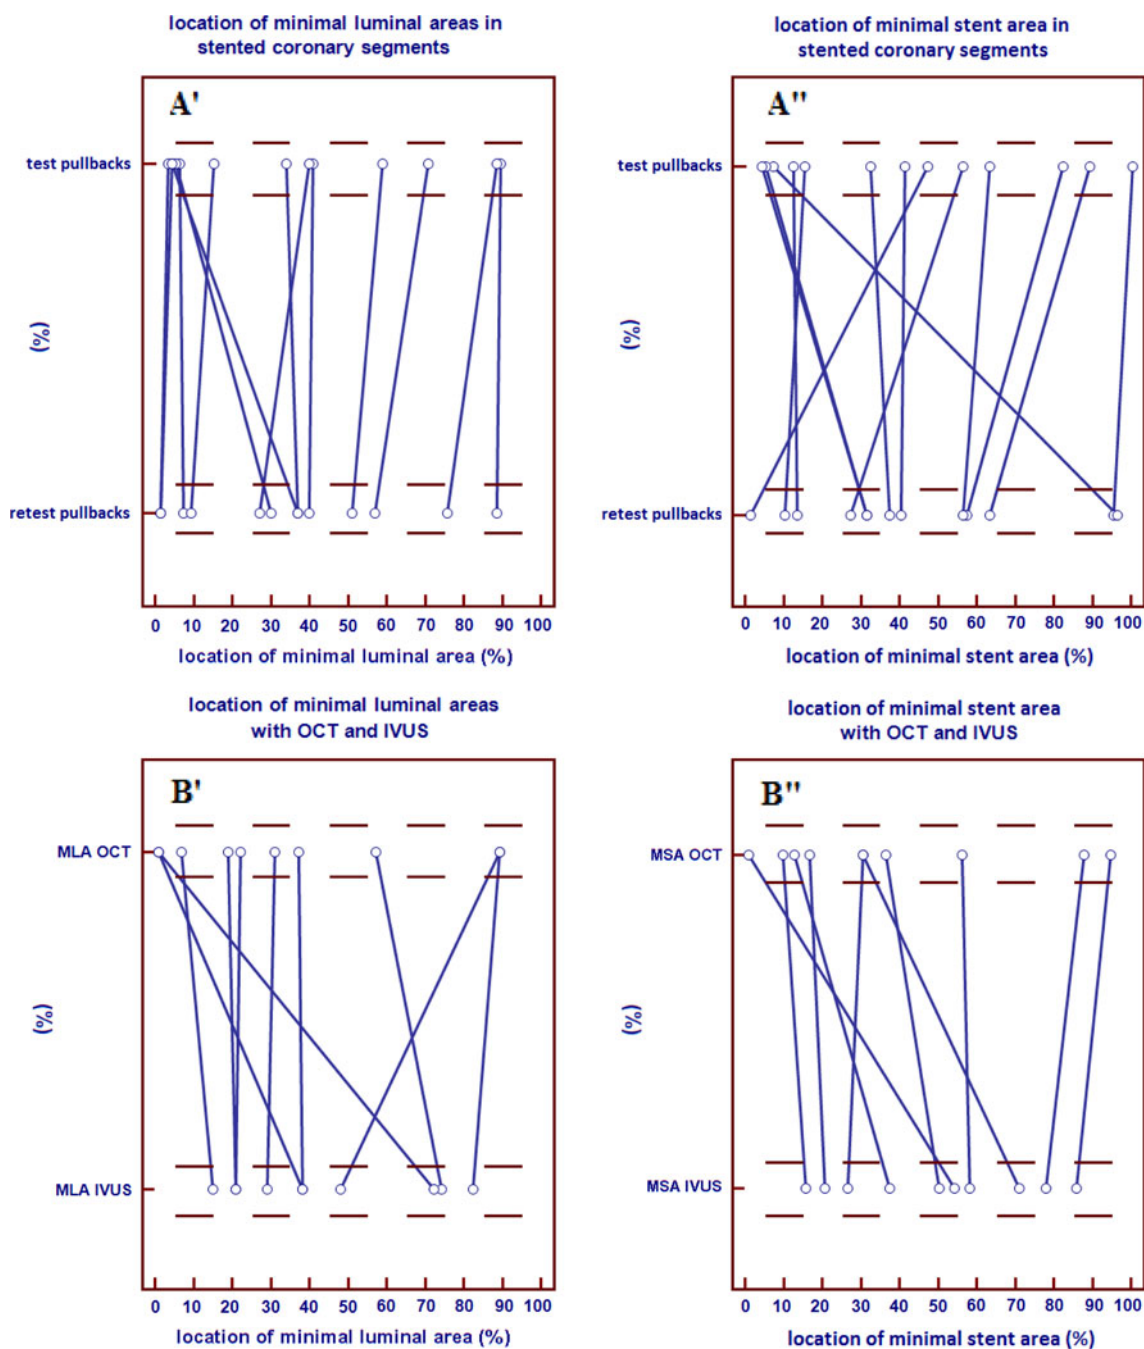 location of minimal luminal areas in
stented coronary segments
A'
test pullbacks
(%)
retest pullbacks
0 10 20 30 40 50 60 70 80 90 100
location of minimal luminal area (%)
location of minimal stent area in
stented coronary segments
A"
test pullbacks
(%)
retest pullbacks
0 10 20 30 40 50 60 70 80 90 100
location of minimal stent area (%)
location of minimal luminal areas
with OCT and IVUS
B'
MLA OCT
(%)
MLA IVUS
0 10 20 30 40 50 60 70 80 90 100
location of minimal luminal area (%)
location of minimal stent area
with OCT and IVUS
B"
MSA OCT
(%)
MSA IVUS
0 10 20 30 40 50 60 70 80 90 100
location of minimal stent area (%)